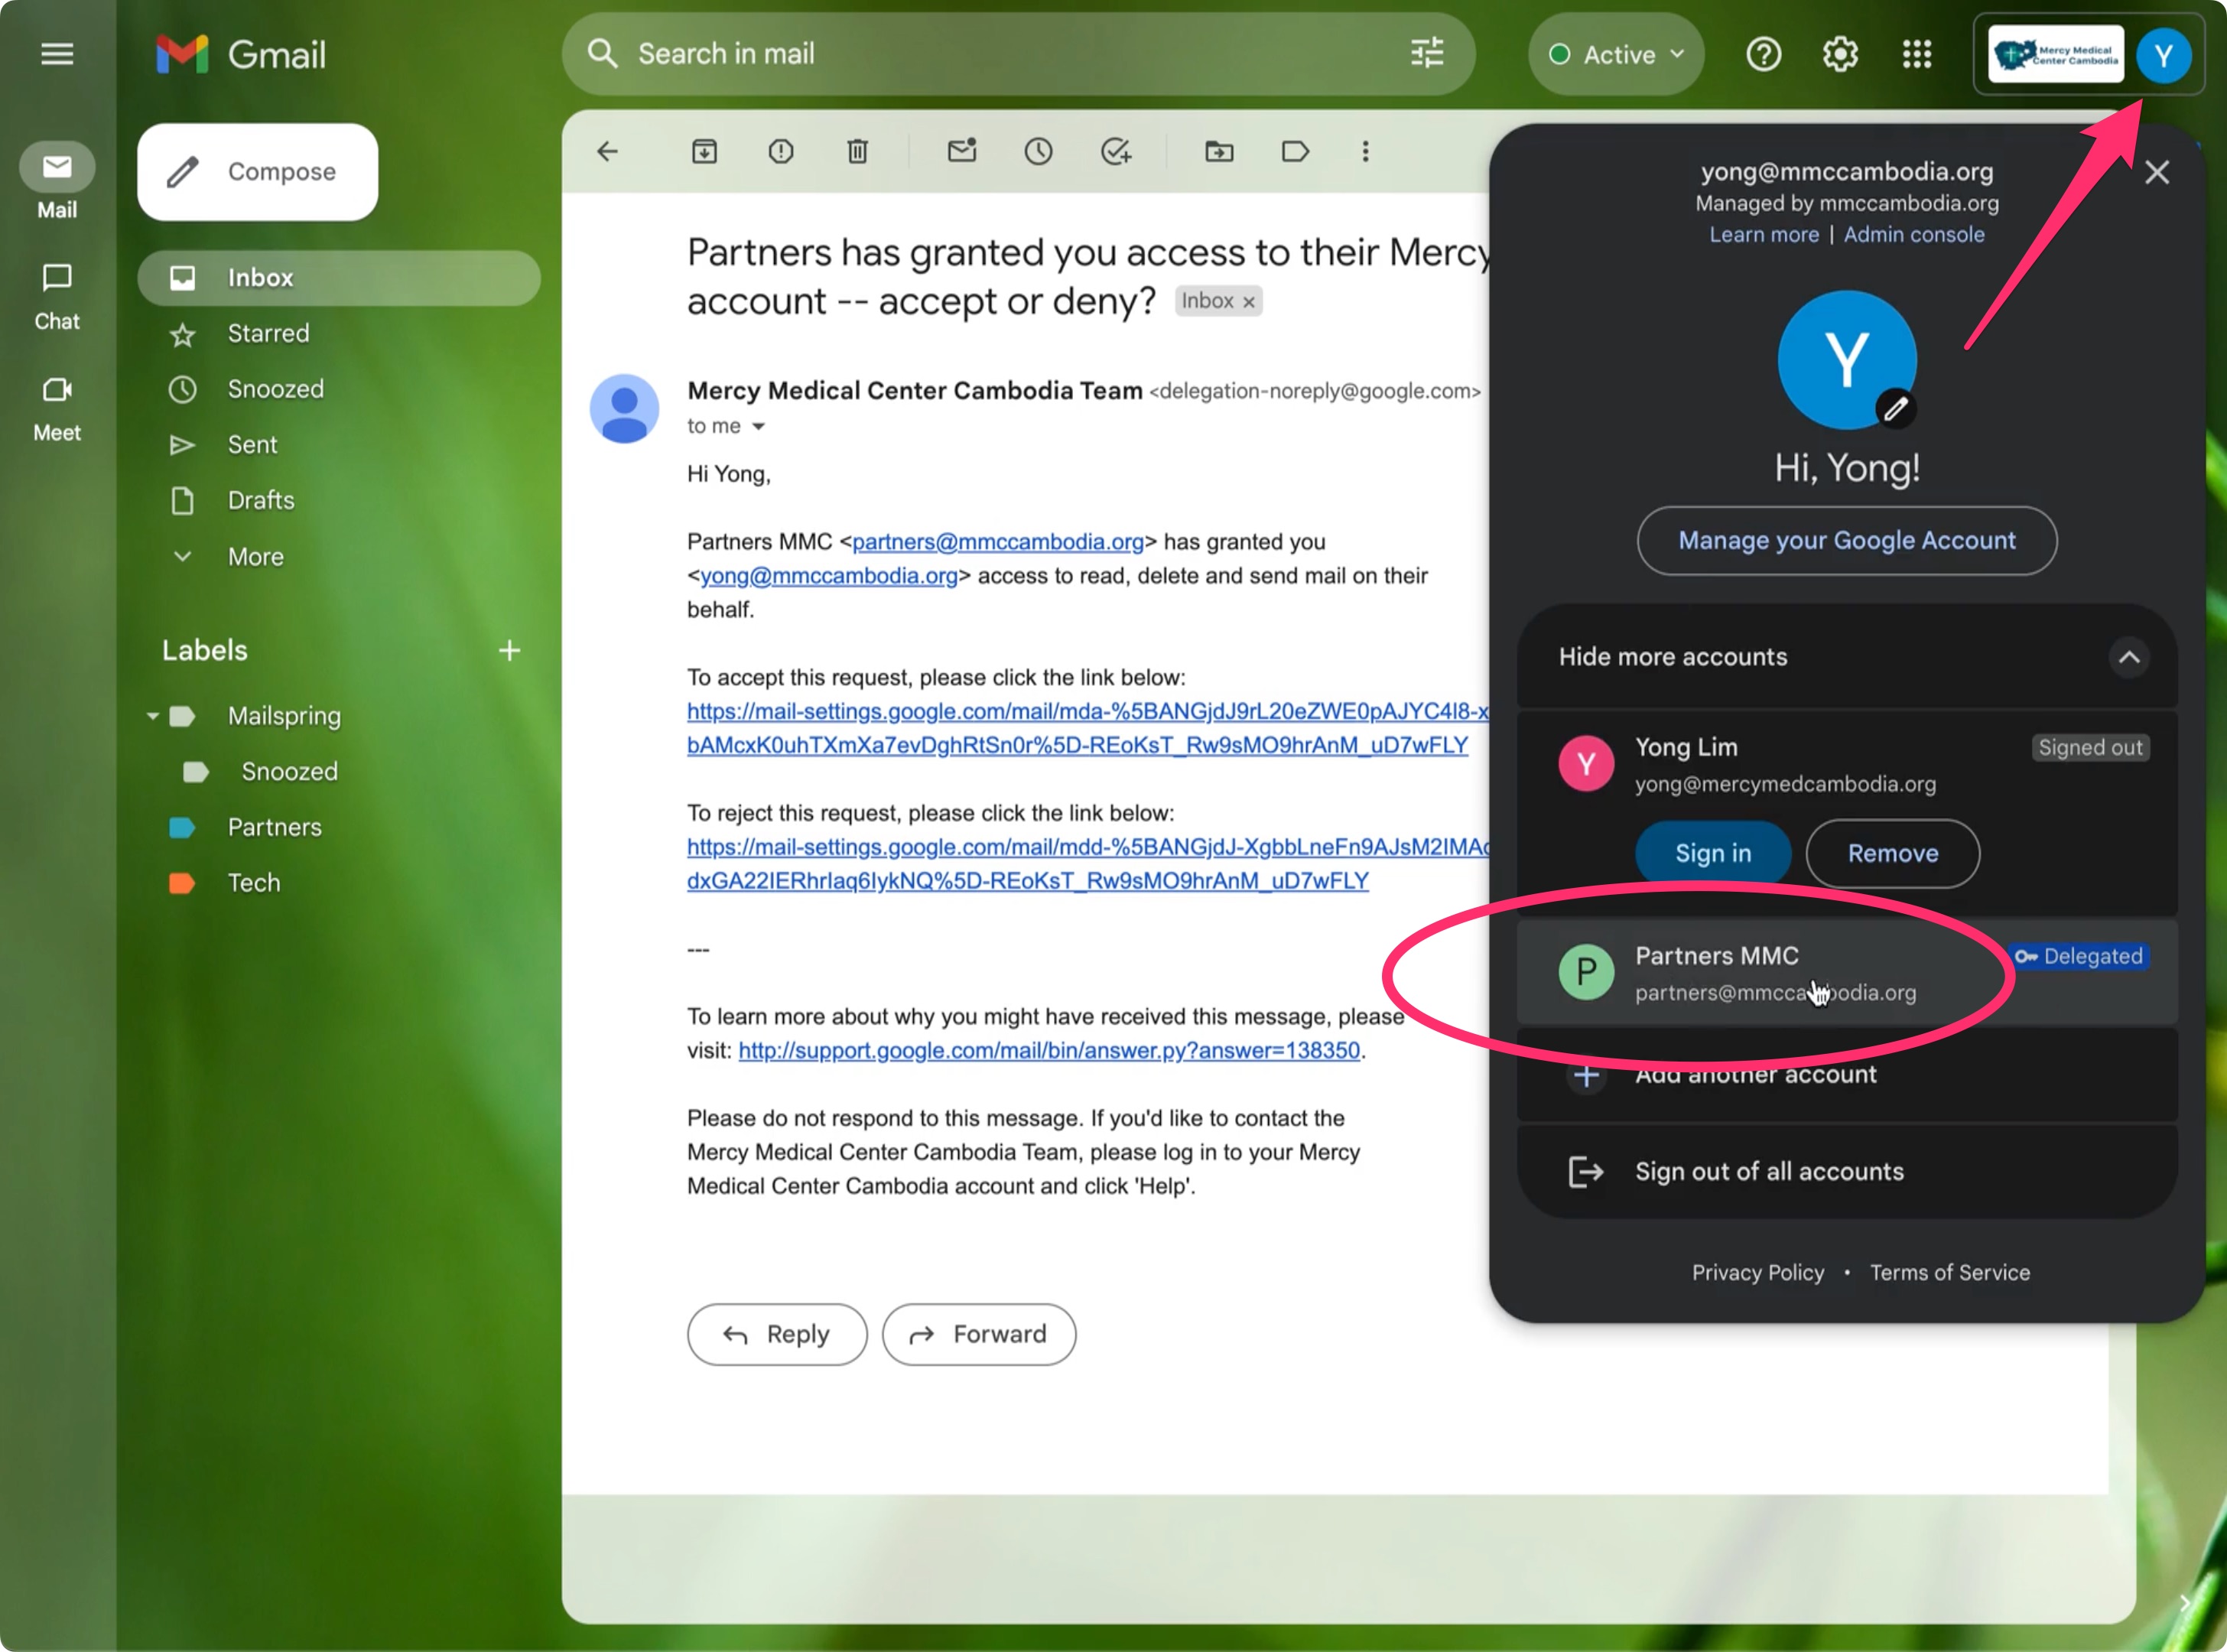 Gmail
Search in mail
Active
Mercy Medical
Center Cambodia
Y
Mail
Chat
Meet
Compose
Inbox
Starred
Snoozed
Sent
Drafts
More
Labels
Mailspring
Snoozed
Partners
Tech
Partners has granted you access to their Mercy
account -- accept or deny? Inbox ×
Mercy Medical Center Cambodia Team <delegation-noreply@google.com>
to me
Hi Yong,
Partners MMC <partners@mmccambodia.org> has granted you
<yong@mmccambodia.org> access to read, delete and send mail on their
behalf.
To accept this request, please click the link below:
https://mail-settings.google.com/mail/mda-%5BANGjdJ9rL20eZWE0pAJYC4l8-x
bAMcxK0uhTXmXa7evDghRtSn0r%5D-REoKsT_Rw9sMO9hrAnM_uD7wFLY
To reject this request, please click the link below:
https://mail-settings.google.com/mail/mdd-%5BANGjdJ-XgbbLneFn9AJsM2IMAc
dxGA22IERhrlaq6lykNQ%5D-REoKsT_Rw9sMO9hrAnM_uD7wFLY
---
To learn more about why you might have received this message, please
visit: http://support.google.com/mail/bin/answer.py?answer=138350.
Please do not respond to this message. If you'd like to contact the
Mercy Medical Center Cambodia Team, please log in to your Mercy
Medical Center Cambodia account and click 'Help'.
Reply
Forward
yong@mmccambodia.org
Managed by mmccambodia.org
Learn more | Admin console
Y
Hi, Yong!
Manage your Google Account
Hide more accounts
Y
Yong Lim
Signed out
yong@mercymedcambodia.org
Sign in
Remove
P
Partners MMC
Delegated
partners@mmccambodia.org
Add another account
Sign out of all accounts
Privacy Policy • Terms of Service